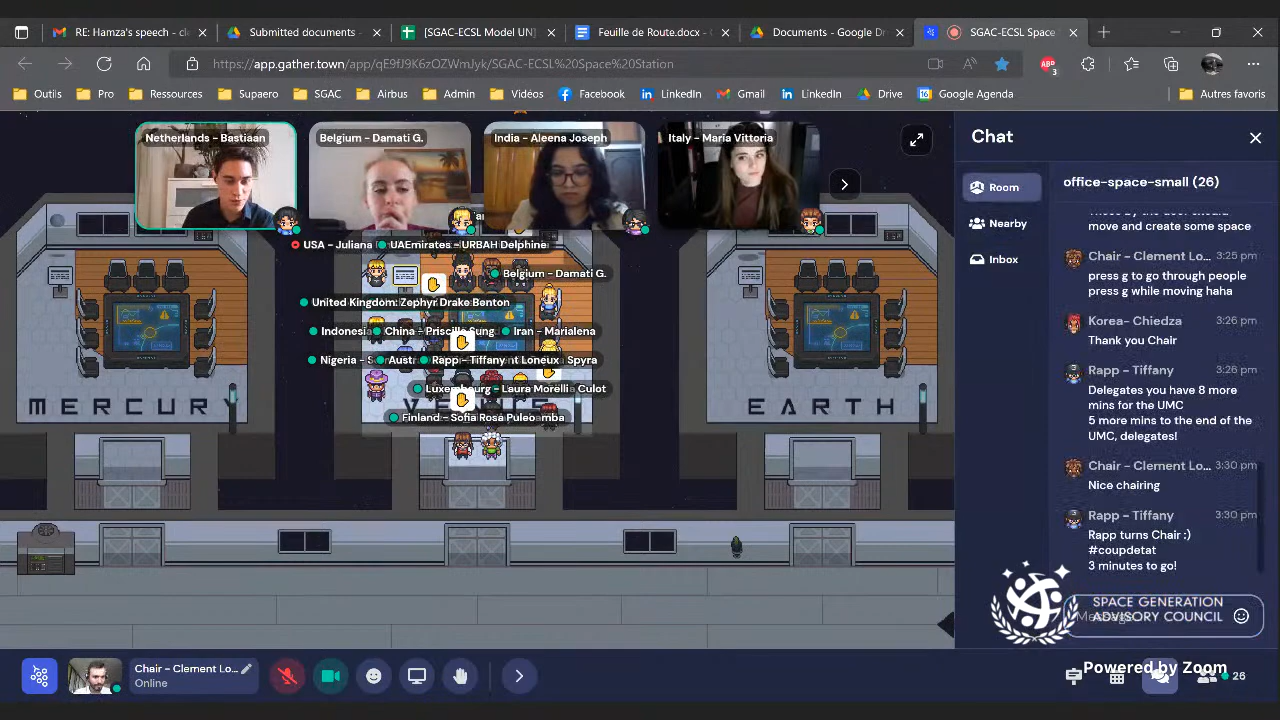 RE: Hamza's speech - cl
Submitted documents -
[SGAC-ECSL Model UN]
Feuille de Route.docx -
Documents - Google Dr
SGAC-ECSL Space
https://app.gather.town/app/qE9fJ9K6zOZWmJyk/SGAC-ECSL%20Space%20Station
Outils
Pro
Ressources
Supaero
SGAC
Airbus
Admin
Vidéos
Facebook
LinkedIn
Gmail
LinkedIn
Drive
Google Agenda
Autres favoris
Netherlands - Bastiaan
Belgium - Damati G.
India - Aleena Joseph
Italy - Maria Vittoria
USA - Juliana
UAEmirates - URBAH Delphine
Belgium - Damati G.
United Kingdom: Zephyr Drake Benton
Indonesia
China - Priscilla Sung
Iran - Marialena
Nigeria - S
Austr
Rapp - Tiffany
nt Loneux
Spyra
Luxembourg - Laura Morelli
Culot
Finland - Sofia Rosa Puleo
amba
MERCURY
EARTH
Chat
Room
Nearby
Inbox
office-space-small (26)
move and create some space
Chair - Clement Lo... 3:25 pm
press g to go through people
press g while moving haha
Korea- Chiedza 3:26 pm
Thank you Chair
Rapp - Tiffany 3:26 pm
Delegates you have 8 more
mins for the UMC
5 more mins to the end of the
UMC, delegates!
Chair - Clement Lo... 3:30 pm
Nice chairing
Rapp - Tiffany 3:30 pm
Rapp turns Chair :)
#coupdetat
3 minutes to go!
SPACE GENERATION
ADVISORY COUNCIL
Powered by Zoom
Chair - Clement Lo...
Online
26